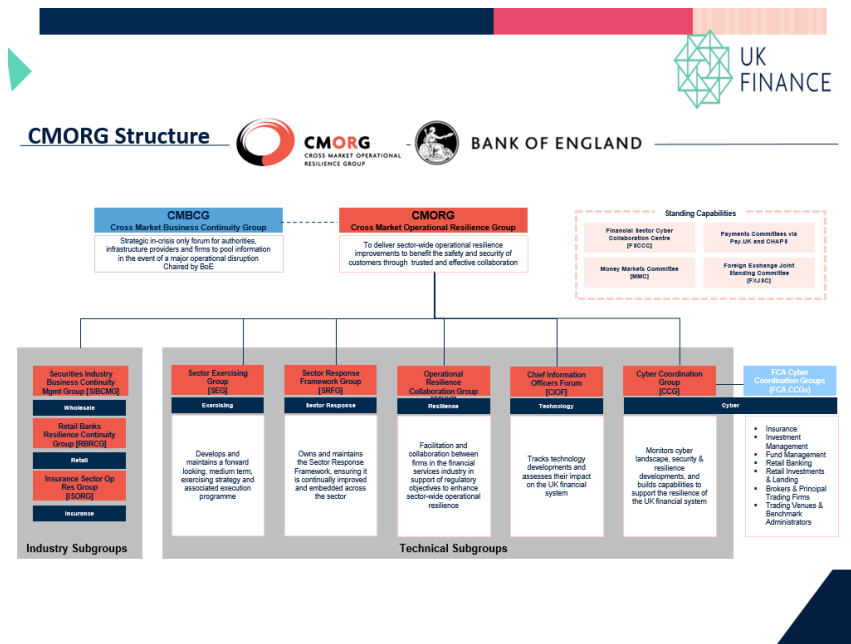 UK
FINANCE
CMORG Structure
CMORG
CROSS MARKET OPERATIONAL
RESILIENCE GROUP
BANK OF ENGLAND
CMBCG
Cross Market Business Continuity Group
Strategic in-crisis only forum for authorities,
infrastructure providers and firms to pool information
in the event of a major operational disruption
Chaired by BoE
CMORG
Cross Market Operational Resilience Group
To deliver sector-wide operational resilience
improvements to benefit the safety and security of
customers through trusted and effective collaboration
Standing Capabilities
Financial Sector Cyber
Collaboration Centre
[FSCCC]
Payments Committees via
Pay.UK and CHAPS
Money Markets Committee
[MMC]
Foreign Exchange Joint
Standing Committee
[FXJSC]
Securities Industry
Business Continuity
Mgmt Group [SIBCMG]
Wholesale
Retail Banks
Resilience Continuity
Group [RBRCG]
Retail
Insurance Sector Op
Res Group
[ISORG]
Insurance
Industry Subgroups
Sector Exercising
Group
[SEG]
Exercising
Develops and
maintains a forward
looking, medium term,
exercising strategy and
associated execution
programme
Sector Response
Framework Group
[SRFG]
Sector Response
Owns and maintains
the Sector Response
Framework, ensuring it
is continually improved
and embedded across
the sector
Operational
Resilience
Collaboration Group
Resilience
Facilitation and
collaboration between
firms in the financial
services industry in
support of regulatory
objectives to enhance
sector-wide operational
resilience
Chief Information
Officers Forum
[CIOF]
Technology
Tracks technology
developments and
assesses their impact
on the UK financial
system
Cyber Coordination
Group
[CCG]
Cyber
Monitors cyber
landscape, security &
resilience
developments, and
builds capabilities to
support the resilience of
the UK financial system
FCA Cyber
Coordination Groups
(FCA CCGs)
▪ Insurance
▪ Investment
Management
▪ Fund Management
▪ Retail Banking
▪ Retail Investments
& Lending
▪ Brokers & Principal
Trading Firms
▪ Trading Venues &
Benchmark
Administrators
Technical Subgroups